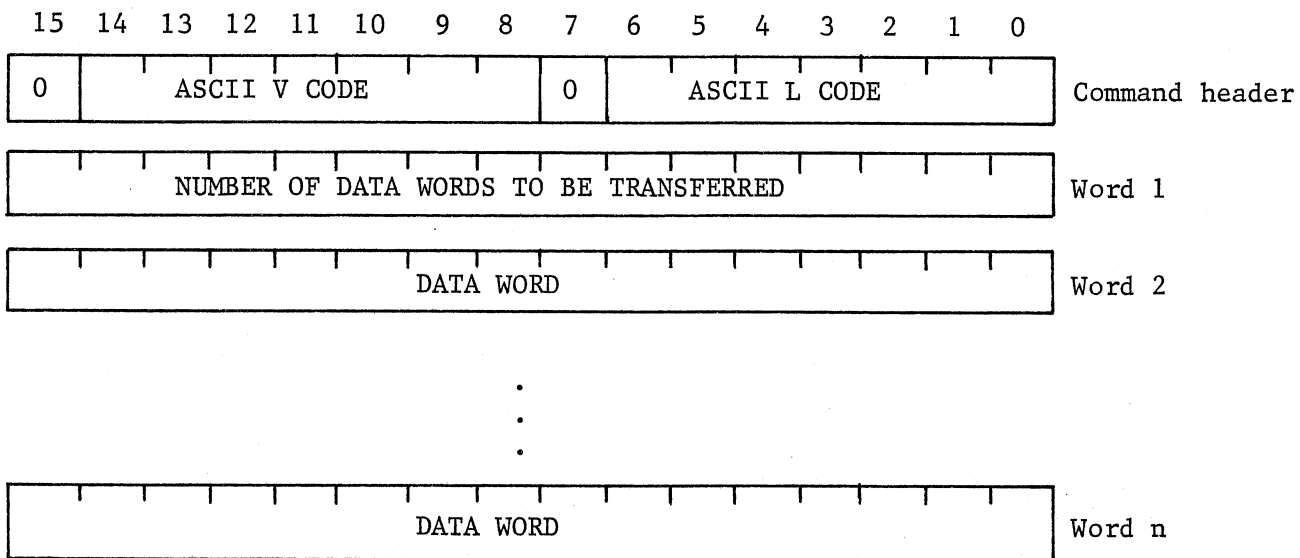 15 14 13 12 11 10 9 8 7 6 5 4 3 2 1 0
0 ASCII V CODE 0 ASCII L CODE Command header
NUMBER OF DATA WORDS TO BE TRANSFERRED Word 1
DATA WORD Word 2
DATA WORD Word n